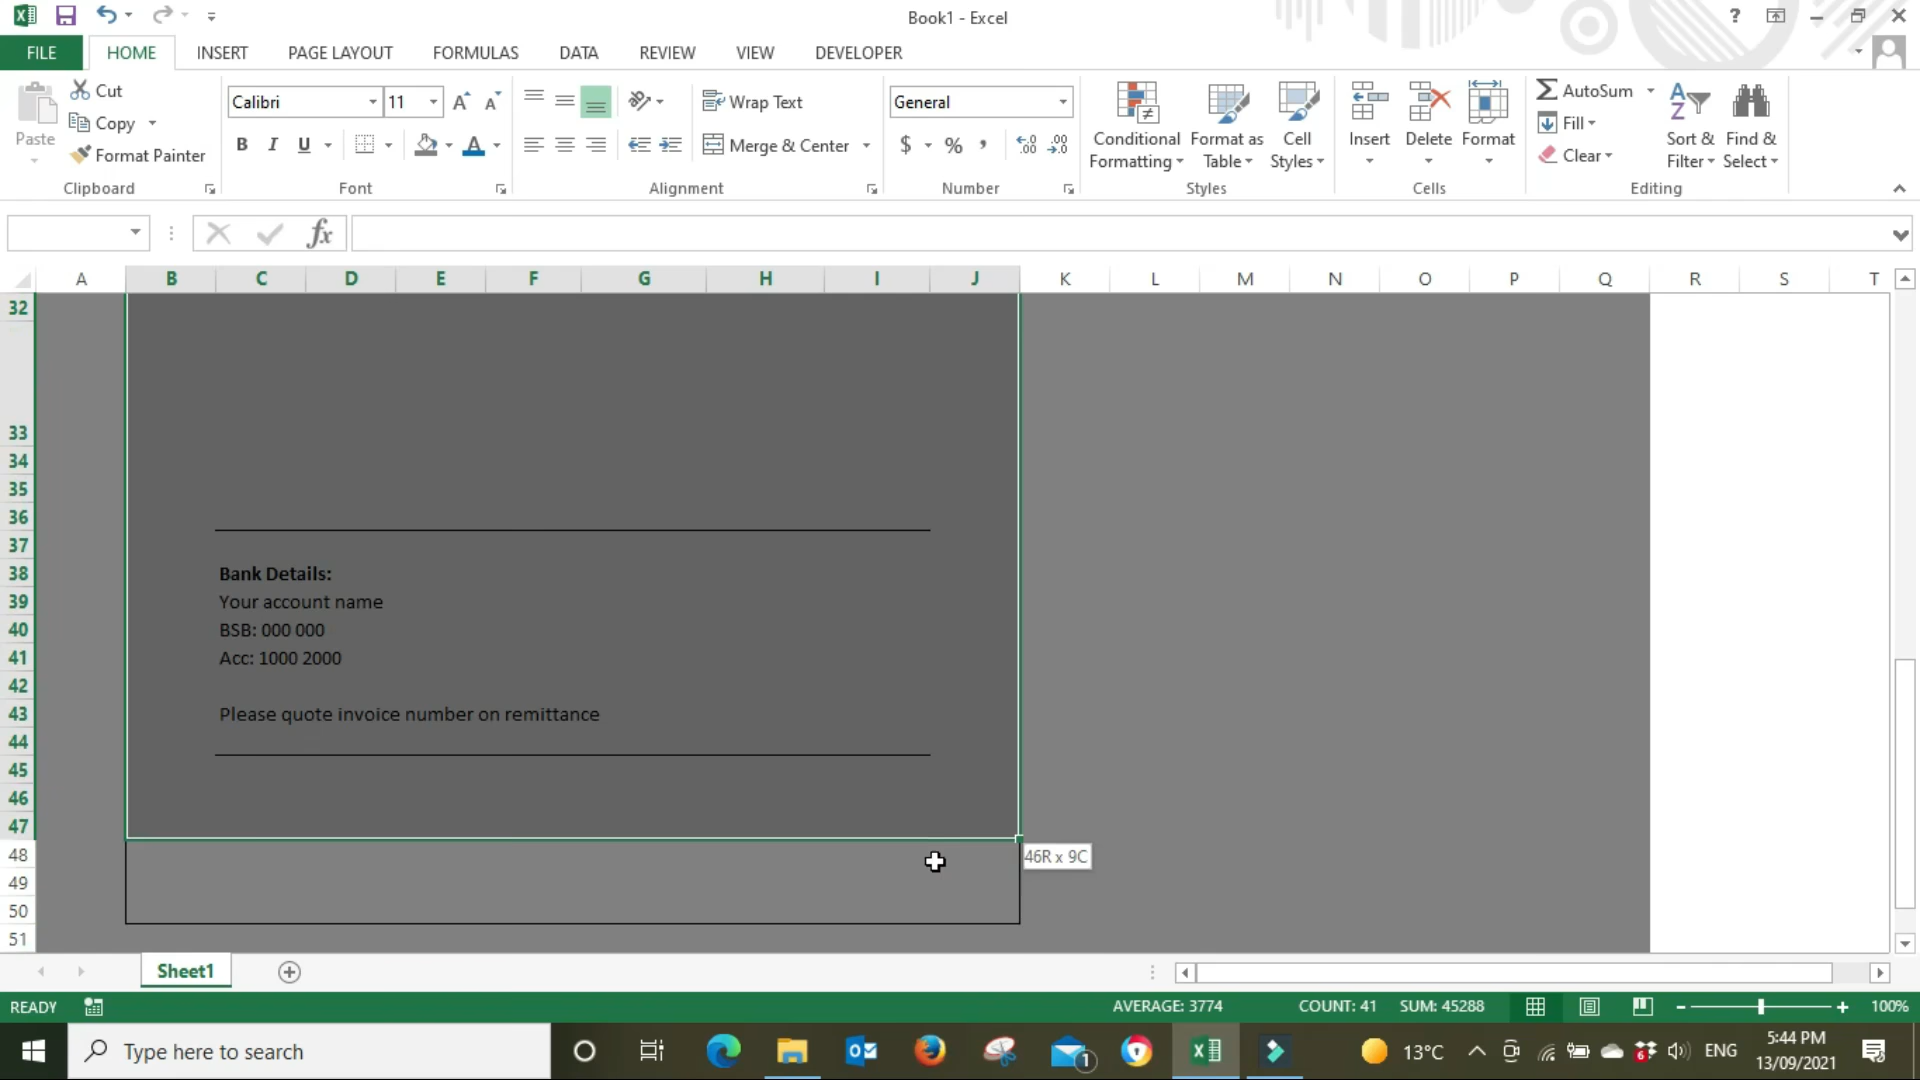 Book1 - Excel
FILE HOME INSERT PAGE LAYOUT FORMULAS DATA REVIEW VIEW DEVELOPER
Paste
Cut
Copy
Format Painter
Clipboard
Calibri 11
B I U
Font
Wrap Text
Merge & Center
Alignment
General
$ % ,
Number
Conditional Formatting
Format as Table
Cell Styles
Styles
Insert
Delete
Format
Cells
AutoSum
Fill
Clear
Sort & Filter
Find & Select
Editing
fx
A B C D E F G H I J K L M N O P Q R S T
32
33
34
35
36
37
38 Bank Details:
39 Your account name
40 BSB: 000 000
41 Acc: 1000 2000
42
43 Please quote invoice number on remittance
44
45
46
47
48 46R x 9C
49
50
51
Sheet1
READY AVERAGE: 3774 COUNT: 41 SUM: 45288 100%
Type here to search
1
13°C
6
ENG
5:44 PM
13/09/2021